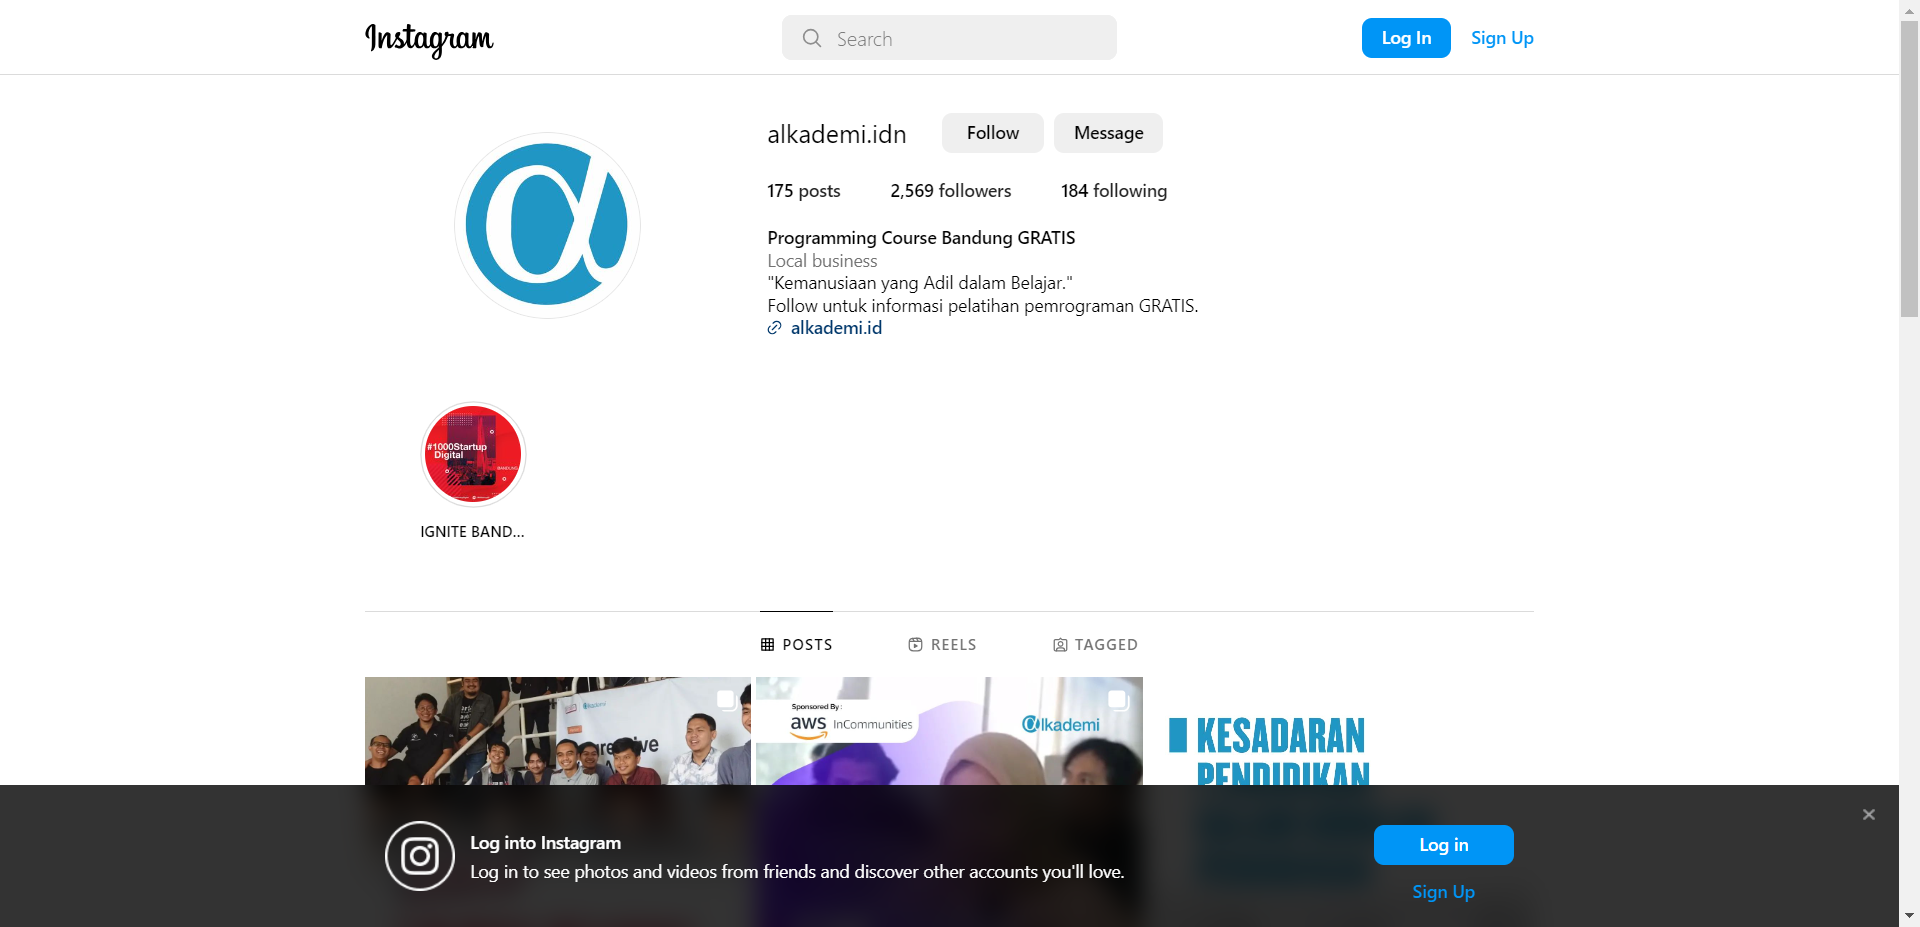 Instagram
Search
Log In
Sign Up
alkademi.idn
Follow
Message
175 posts
2,569 followers
184 following
Programming Course Bandung GRATIS
Local business
"Kemanusiaan yang Adil dalam Belajar."
Follow untuk informasi pelatihan pemrograman GRATIS.
alkademi.id
#1000Startup
Digital
BANDUNG
IGNITE BAND...
POSTS
REELS
TAGGED
Sponsored By :
aws InCommunities
alkademi
KESADARAN
PENDIDIKAN
Log into Instagram
Log in to see photos and videos from friends and discover other accounts you'll love.
Log in
Sign Up